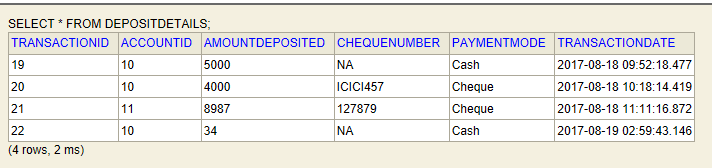 SELECT * FROM DEPOSITDETAILS;
TRANSACTIONID ACCOUNTID AMOUNTDEPOSITED CHEQUENUMBER PAYMENTMODE TRANSACTIONDATE
19 10 5000 NA Cash 2017-08-18 09:52:18.477
20 10 4000 ICICI457 Cheque 2017-08-18 10:18:14.419
21 11 8987 127879 Cheque 2017-08-18 11:11:16.872
22 10 34 NA Cash 2017-08-19 02:59:43.146
(4 rows, 2 ms)